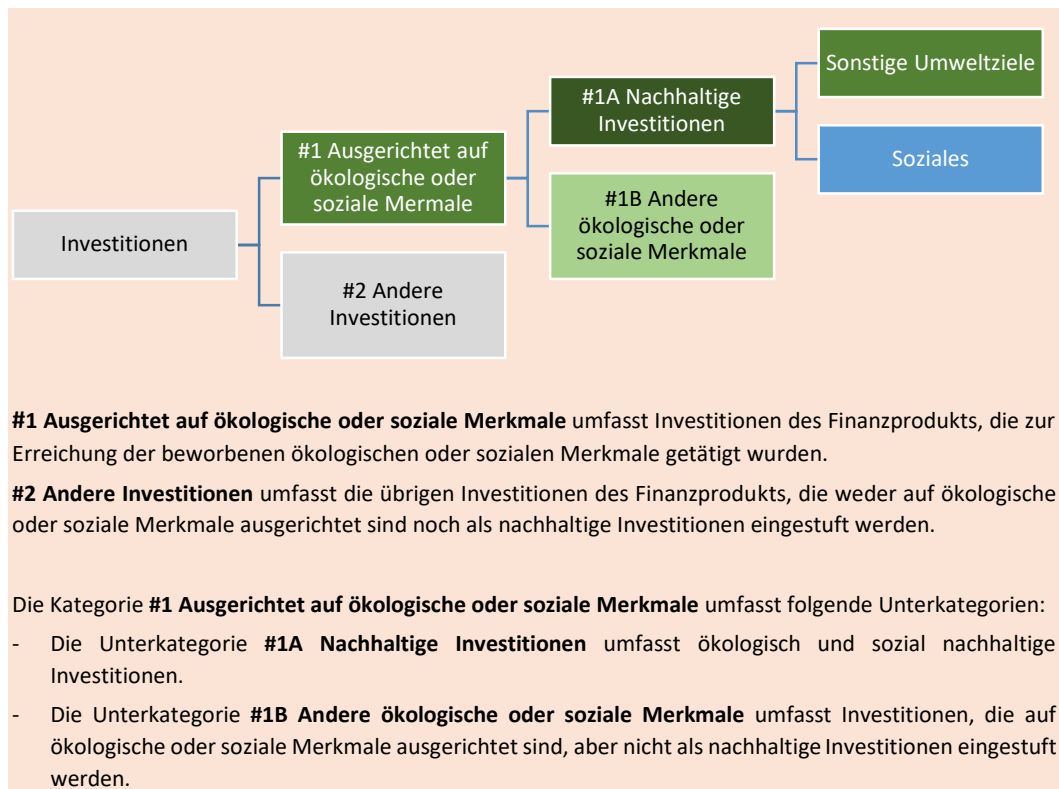 Sonstige Umweltziele
#1A Nachhaltige
Investitionen
#1 Ausgerichtet auf
ökologische oder
soziale Mermale
Soziales
#1B Andere
ökologische oder
soziale Merkmale
Investitionen
#2 Andere
Investitionen
#1 Ausgerichtet auf ökologische oder soziale Merkmale umfasst Investitionen des Finanzprodukts, die zur
Erreichung der beworbenen ökologischen oder sozialen Merkmale getätigt wurden.
#2 Andere Investitionen umfasst die übrigen Investitionen des Finanzprodukts, die weder auf ökologische
oder soziale Merkmale ausgerichtet sind noch als nachhaltige Investitionen eingestuft werden.
Die Kategorie #1 Ausgerichtet auf ökologische oder soziale Merkmale umfasst folgende Unterkategorien:
- Die Unterkategorie #1A Nachhaltige Investitionen umfasst ökologisch und sozial nachhaltige
Investitionen.
- Die Unterkategorie #1B Andere ökologische oder soziale Merkmale umfasst Investitionen, die auf
ökologische oder soziale Merkmale ausgerichtet sind, aber nicht als nachhaltige Investitionen eingestuft
werden.